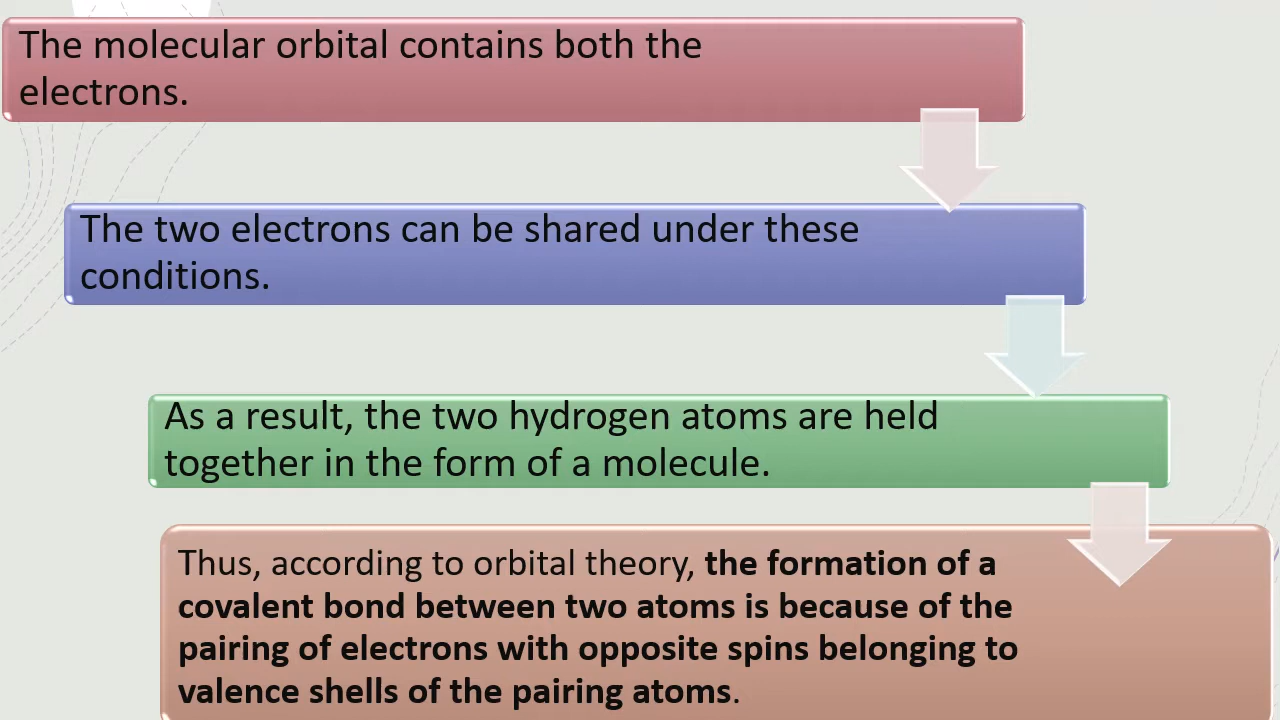 The molecular orbital contains both the
electrons.
The two electrons can be shared under these
conditions.
As a result, the two hydrogen atoms are held
together in the form of a molecule.
Thus, according to orbital theory, the formation of a
covalent bond between two atoms is because of the
pairing of electrons with opposite spins belonging to
valence shells of the pairing atoms.